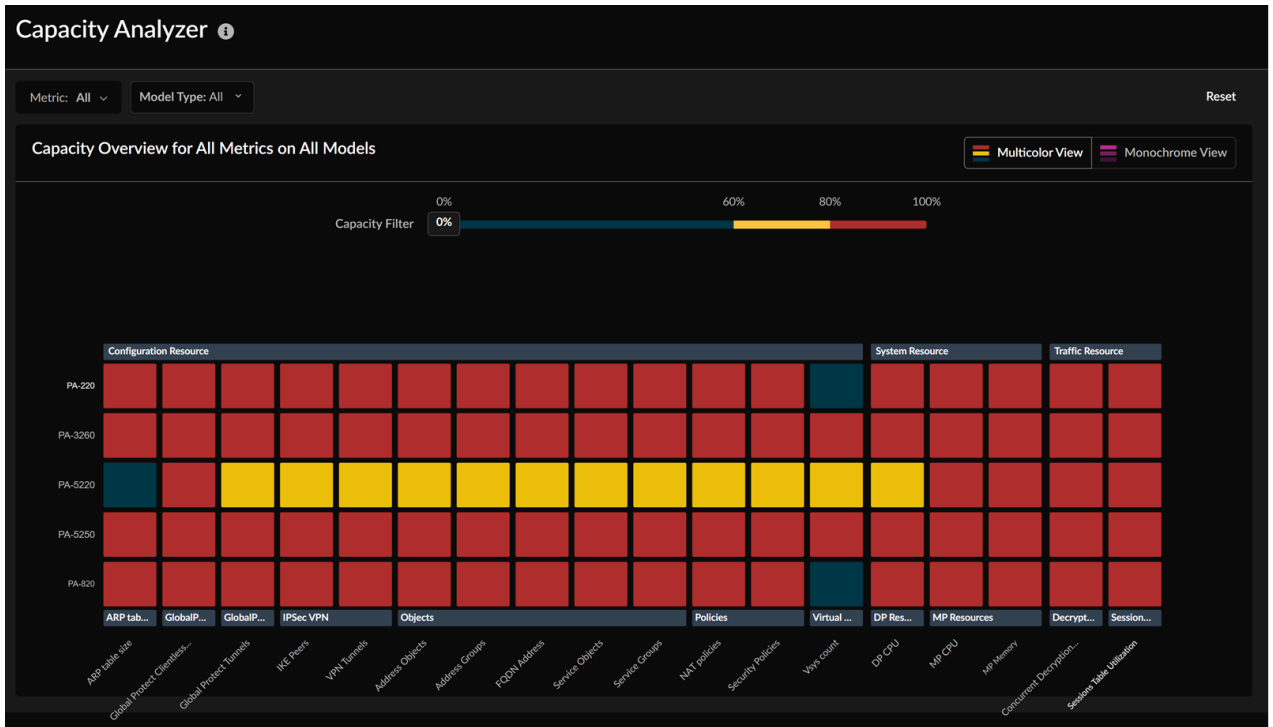 Capacity Analyzer
Metric: All
Model Type: All
Reset
Capacity Overview for All Metrics on All Models
Multicolor View
Monochrome View
0% 60% 80% 100%
Capacity Filter 0%
Configuration Resource System Resource Traffic Resource
PA-220
PA-3260
PA-5220
PA-5250
PA-820
ARP tab... GlobalP... GlobalP... IPSec VPN Objects Policies Virtual ... DP Res... MP Resources Decrypt... Session...
ARP table size
Global Protect Clientless...
Global Protect Tunnels
IKE Peers
VPN Tunnels
Address Objects
Address Groups
FQDN Address
Service Objects
Service Groups
NAT policies
Security Policies
Vsys count
DP CPU
MP CPU
MP Memory
Concurrent Decryption...
Sessions Table Utilization